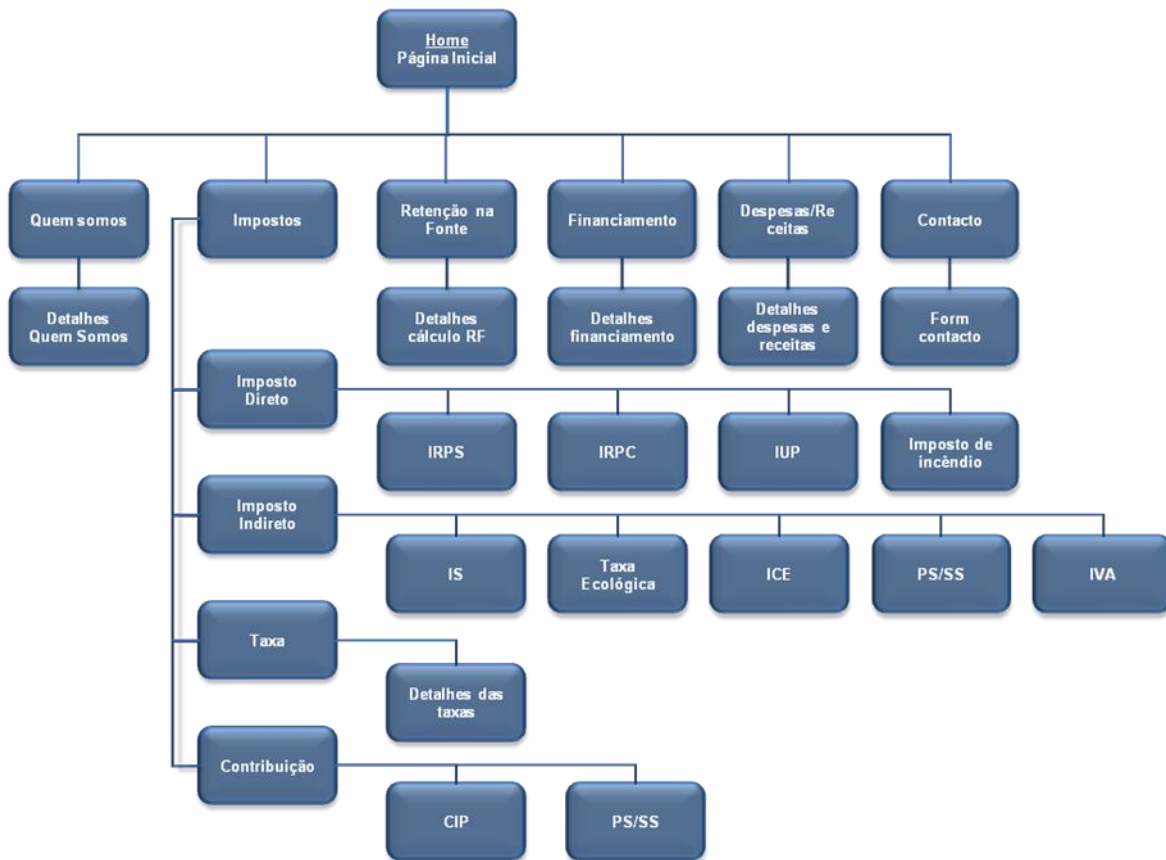 Home
Página Inicial
Quem somos
Impostos
Retenção na
Fonte
Financiamento
Despesas/Re
ceitas
Contacto
Detalhes
Quem Somos
Detalhes
cálculo RF
Detalhes
financiamento
Detalhes
despesas e
receitas
Form
contacto
Imposto
Direto
IRPS
IRPC
IUP
Imposto de
incèndio
Imposto
Indireto
IS
Taxa
Ecológica
ICE
PS/SS
IVA
Taxa
Detalhes das
taxas
Contribuição
CIP
PS/SS